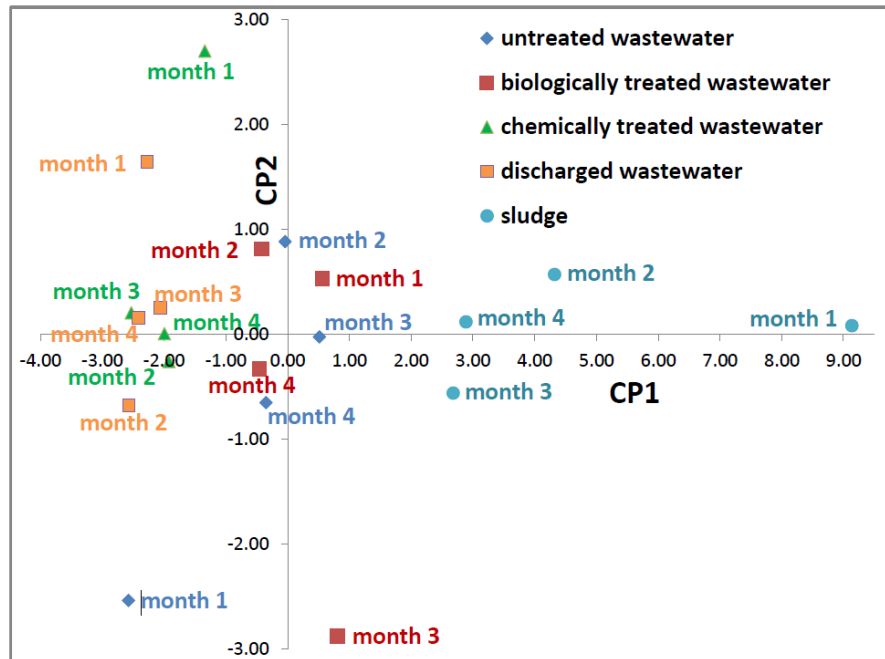 3.00
untreated wastewater
month 1
biologically treated wastewater
2.00
chemically treated wastewater
month 1
CP2
discharged wastewater
sludge
1.00
month 2
month 2
month 1
month 2
month 3
month 3
month 4
month 4
month 3
month 4
month 1
0.00
-4.00 -3.00 -2.00 -1.00 0.00 1.00 2.00 3.00 4.00 5.00 6.00 7.00 8.00 9.00
month 2
month 4
month 3
CP1
month 2
month 4
-1.00
-2.00
month 1
month 3
-3.00